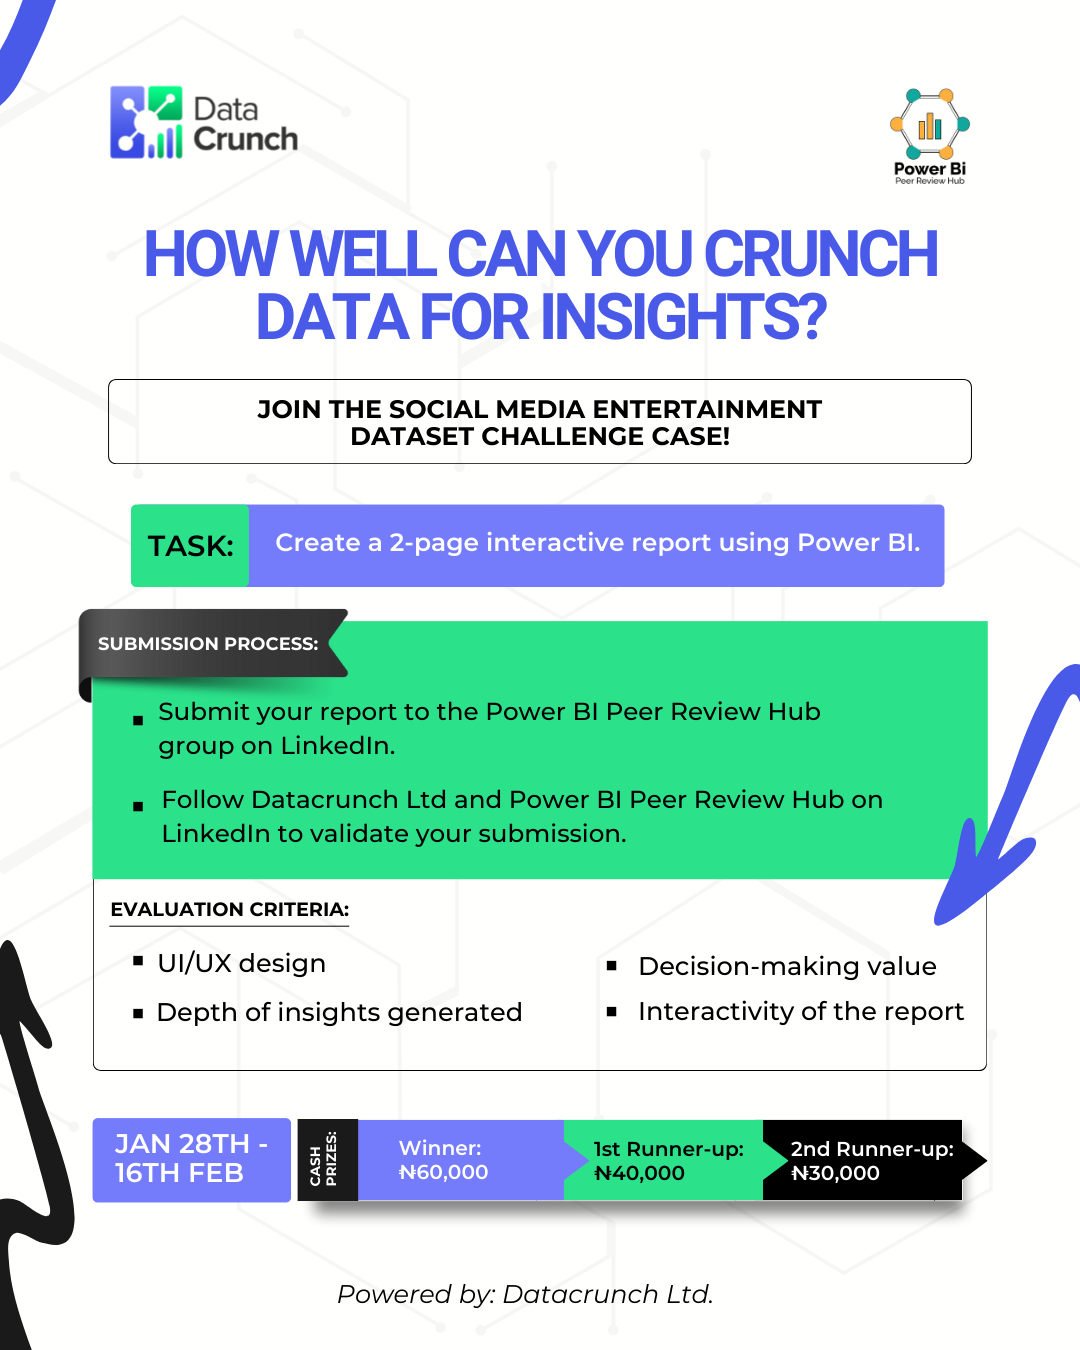 Data
Crunch
Power Bi
Peer Review Hub
HOW WELL CAN YOU CRUNCH
DATA FOR INSIGHTS?
JOIN THE SOCIAL MEDIA ENTERTAINMENT
DATASET CHALLENGE CASE!
TASK:
Create a 2-page interactive report using Power BI.
SUBMISSION PROCESS:
▪ Submit your report to the Power BI Peer Review Hub
group on LinkedIn.
▪ Follow Datacrunch Ltd and Power BI Peer Review Hub on
LinkedIn to validate your submission.
EVALUATION CRITERIA:
▪ UI/UX design
▪ Depth of insights generated
▪ Decision-making value
▪ Interactivity of the report
JAN 28TH -
16TH FEB
CASH
PRIZES:
Winner:
₦60,000
1st Runner-up:
₦40,000
2nd Runner-up:
₦30,000
Powered by: Datacrunch Ltd.